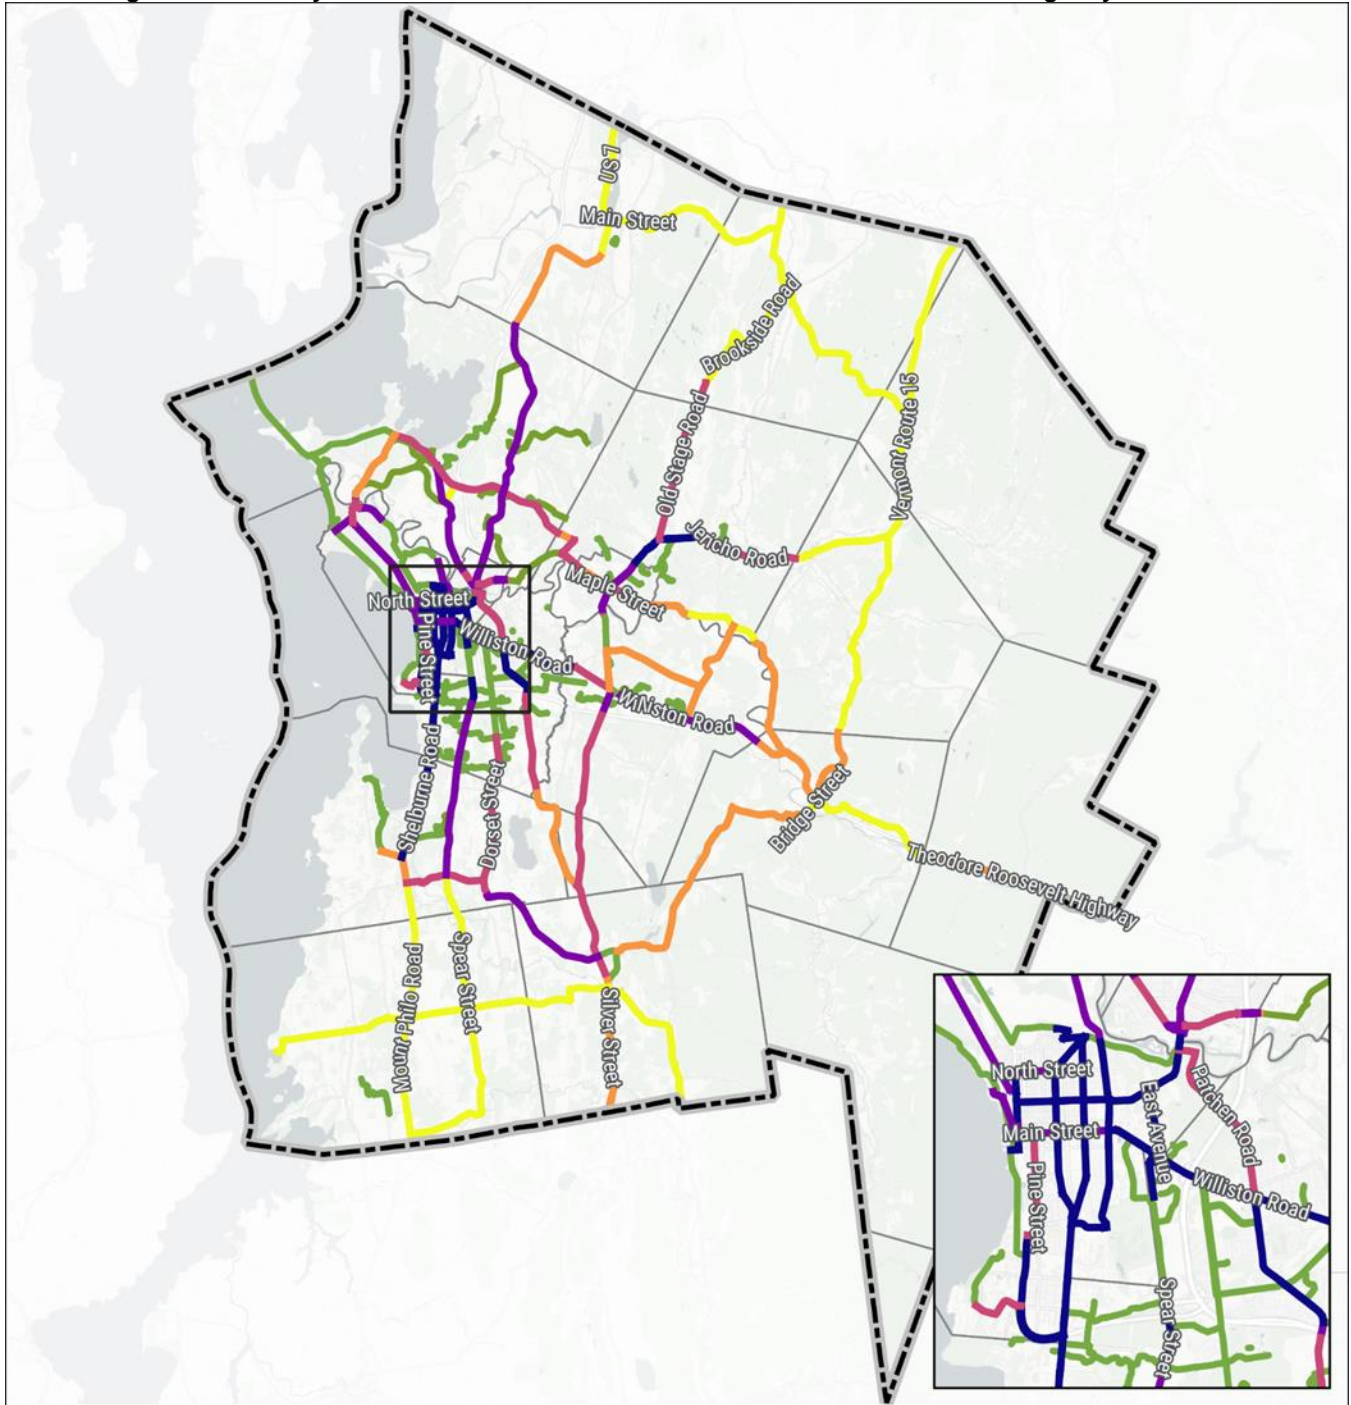 US 1
Main Street
Brookside Road
Vermont Route 15
Old Stage Road
Jericho Road
Maple Street
North Street
Pine Street
Williston Road
Williston Road
Shelburne Road
Dorset Street
Bridge Street
Theodore Roosevelt Highway
Mount Philo Road
Spear Street
Silver Street
North Street
Main Street
East Avenue
Patchen Road
Pine Street
Williston Road
Spear Street